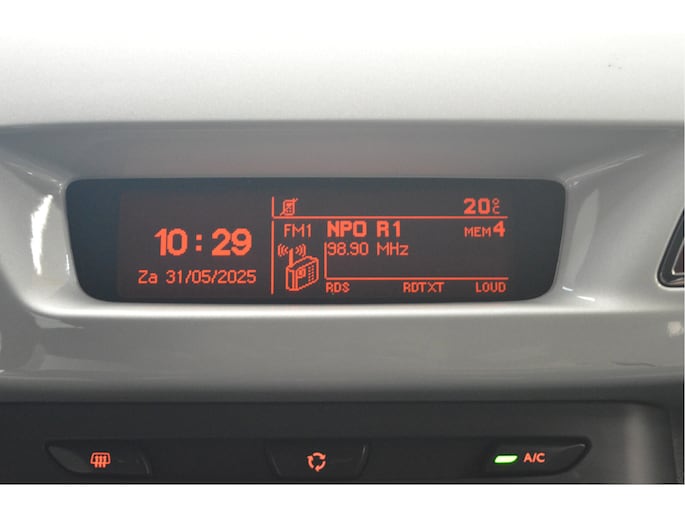 20°C
FM1 NPO R1 MEM4
10:29
98.90 MHz
Za 31/05/2025
RDS RDTXT LOUD
A/C